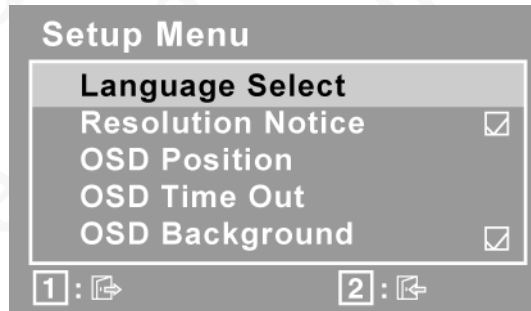 Setup Menu
Language Select
Resolution Notice
OSD Position
OSD Time Out
OSD Background
1 : 2 :